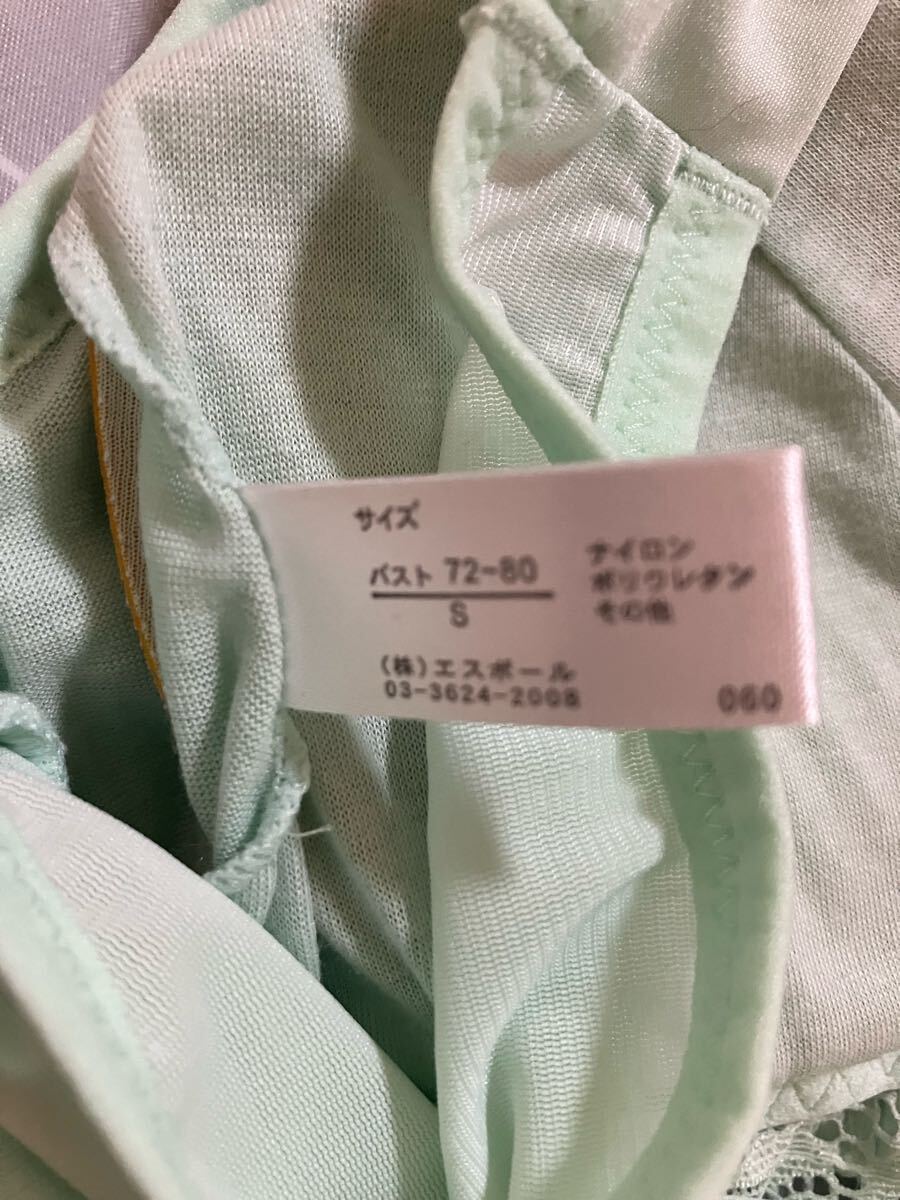 サイズ
バスト 72-80
S
ナイロン
ポリウレタン
その他
(株)エスポール
03-3624-2008
060